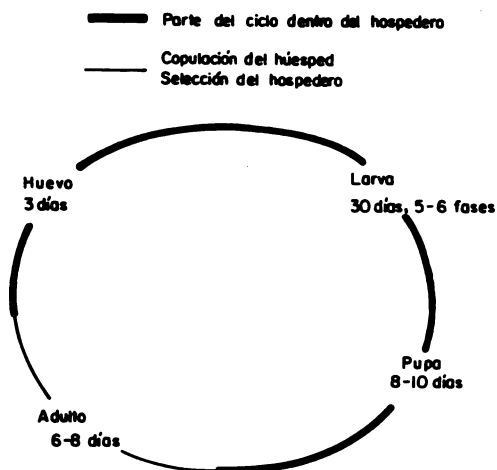 Parte del ciclo dentro del hospedero
Copulación del húesped
Selección del hospedero
Huevo
3 días
Larva
30 días, 5-6 fases
Pupa
8-10 días
Adulto
6-8 días